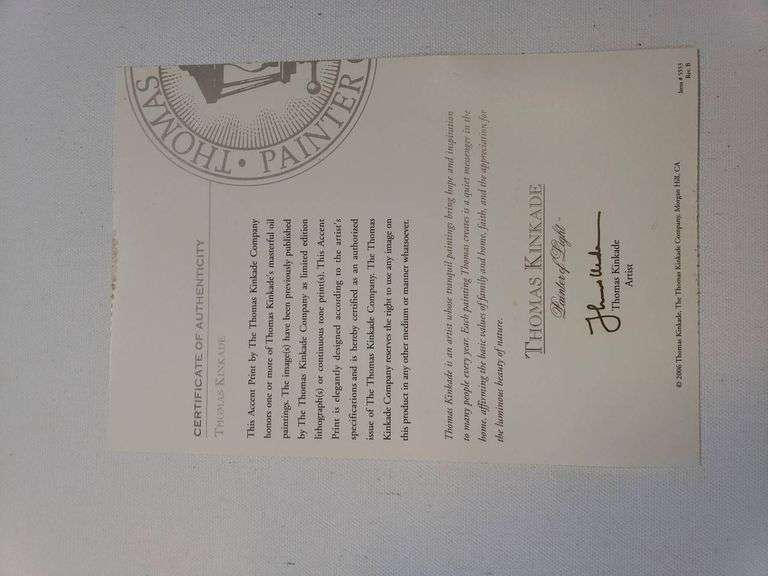 THOMAS
PAINTER O
CERTIFICATE OF AUTHENTICITY
THOMAS KINKADE
This Accent Print by The Thomas Kinkade Company
honors one or more of Thomas Kinkade's masterful oil
paintings. The image(s) have been previously published
by The Thomas Kinkade Company as limited edition
lithograph(s) or continuous tone print(s). This Accent
Print is elegantly designed according to the artist's
specifications and is hereby certified as an authorized
issue of The Thomas Kinkade Company. The Thomas
Kinkade Company reserves the right to use any image on
this product in any other medium or manner whatsoever.
Thomas Kinkade is an artist whose tranquil paintings bring hope and inspiration
to many people every year. Each painting Thomas creates is a quiet messenger in the
home, affirming the basic values of family and home, faith, and the appreciation for
the luminous beauty of nature.
THOMAS KINKADE
Painter of Light
Thomas Kinkade
Artist
© 2006 Thomas Kinkade, The Thomas Kinkade Company, Morgan Hill, CA
Item # 5533
Rev. B